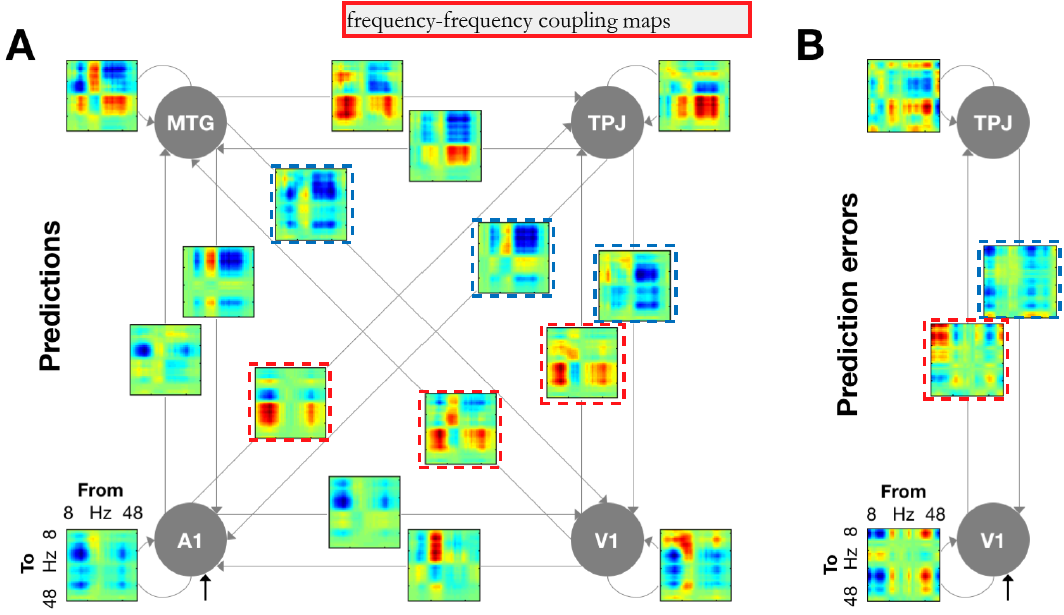 frequency-frequency coupling maps
A
B
MTG
TPJ
TPJ
Predictions
Prediction errors
From
8 Hz 48
To
8
Hz
48
A1
V1
From
8 Hz 48
To
8
Hz
48
V1